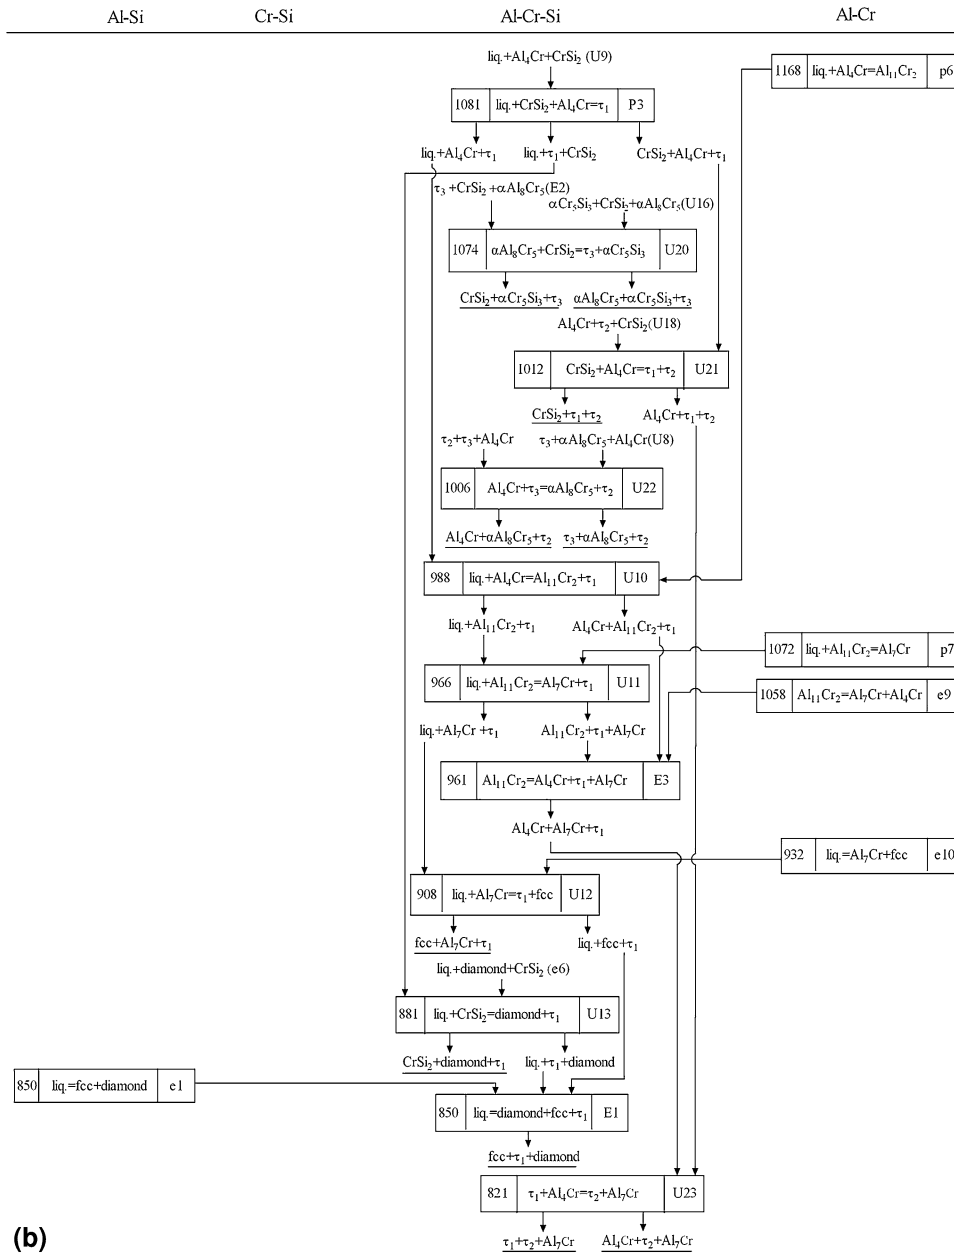 Al-Si Cr-Si Al-Cr-Si Al-Cr
liq.+Al₄Cr+CrSi₂ (U9)
1168 liq.+Al₄Cr=Al₁₁Cr₂ p6
1081 liq.+CrSi₂+Al₄Cr=τ₁ P3
liq.+Al₄Cr+τ₁ liq.+τ₁+CrSi₂ CrSi₂+Al₄Cr+τ₁
τ₃+CrSi₂+αAl₈Cr₅(E2)
αCr₅Si₃+CrSi₂+αAl₈Cr₅(U16)
1074 αAl₈Cr₅+CrSi₂=τ₃+αCr₅Si₃ U20
CrSi₂+αCr₅Si₃+τ₃ αAl₈Cr₅+αCr₅Si₃+τ₃
Al₄Cr+τ₂+CrSi₂(U18)
1012 CrSi₂+Al₄Cr=τ₁+τ₂ U21
CrSi₂+τ₁+τ₂ Al₄Cr+τ₁+τ₂
τ₂+τ₃+Al₄Cr τ₃+αAl₈Cr₅+Al₄Cr(U8)
1006 Al₄Cr+τ₃=αAl₈Cr₅+τ₂ U22
Al₄Cr+αAl₈Cr₅+τ₂ τ₃+αAl₈Cr₅+τ₂
988 liq.+Al₄Cr=Al₁₁Cr₂+τ₁ U10
liq.+Al₁₁Cr₂+τ₁ Al₄Cr+Al₁₁Cr₂+τ₁
1072 liq.+Al₁₁Cr₂=Al₇Cr p7
966 liq.+Al₁₁Cr₂=Al₇Cr+τ₁ U11
1058 Al₁₁Cr₂=Al₇Cr+Al₄Cr e9
liq.+Al₇Cr+τ₁ Al₁₁Cr₂+τ₁+Al₇Cr
961 Al₁₁Cr₂=Al₄Cr+τ₁+Al₇Cr E3
Al₄Cr+Al₇Cr+τ₁
932 liq.=Al₇Cr+fcc e10
908 liq.+Al₇Cr=τ₁+fcc U12
fcc+Al₇Cr+τ₁ liq.+fcc+τ₁
liq.+diamond+CrSi₂ (e6)
881 liq.+CrSi₂=diamond+τ₁ U13
CrSi₂+diamond+τ₁ liq.+τ₁+diamond
850 liq.=fcc+diamond e1
850 liq.=diamond+fcc+τ₁ E1
fcc+τ₁+diamond
821 τ₁+Al₄Cr=τ₂+Al₇Cr U23
τ₁+τ₂+Al₇Cr Al₄Cr+τ₂+Al₇Cr
(b)